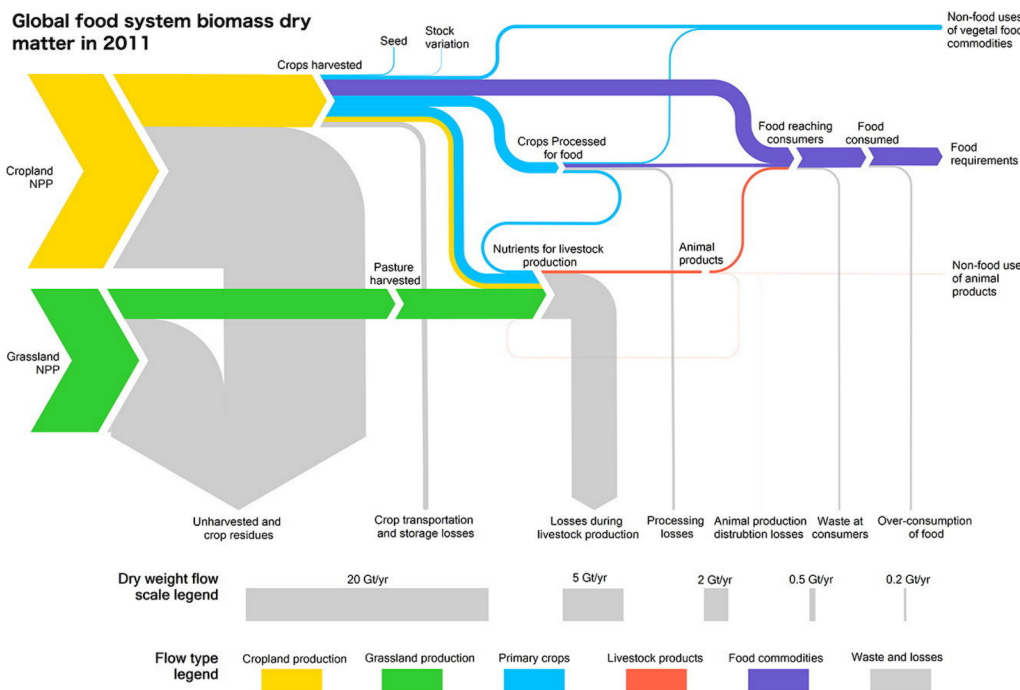 Global food system biomass dry
matter in 2011
Non-food uses
of vegetal food
commodities
Seed
Stock
variation
Crops harvested
Crops Processed
for food
Food reaching
consumers
Food
consumed
Food
requirements
Cropland
NPP
Nutrients for livestock
production
Animal
products
Pasture
harvested
Non-food uses
of animal
products
Grassland
NPP
Unharvested and
crop residues
Crop transportation
and storage losses
Losses during
livestock production
Processing
losses
Animal production
distrubtion losses
Waste at
consumers
Over-consumption
of food
Dry weight flow
scale legend
20 Gt/yr
5 Gt/yr
2 Gt/yr
0.5 Gt/yr
0.2 Gt/yr
Flow type
legend
Cropland production
Grassland production
Primary crops
Livestock products
Food commodities
Waste and losses